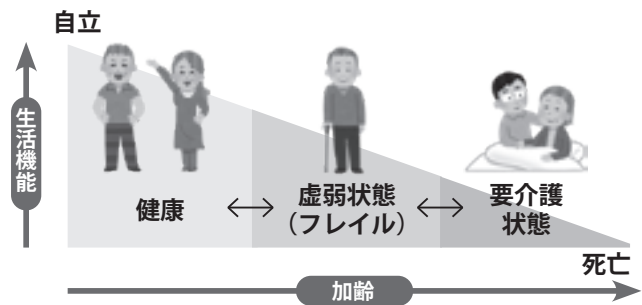 自立
生活機能
健康
虚弱状態
（フレイル）
要介護
状態
死亡
加齢